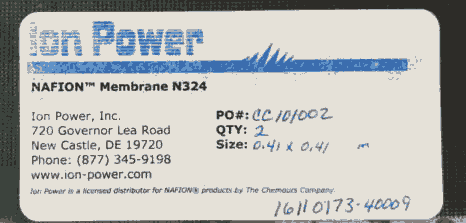 Ion Power
NAFION™ Membrane N324
Ion Power, Inc.
720 Governor Lea Road
New Castle, DE 19720
Phone: (877) 345-9198
www.ion-power.com
PO#: CC101002
QTY: 2
Size: 0.41 x 0.41 m
Ion Power is a licensed distributor for NAFION® products by The Chemours Company
16110173-40009